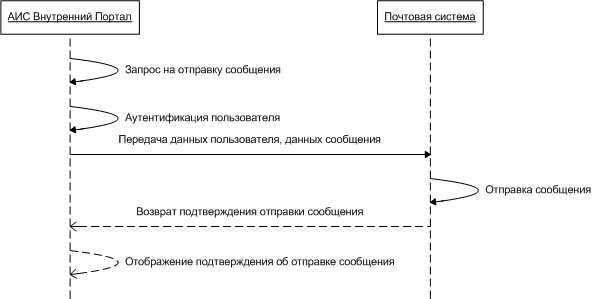 АИС Внутренний Портал
Почтовая система
Запрос на отправку сообщения
Аутентификация пользователя
Передача данных пользователя, данных сообщения
Отправка сообщения
Возврат подтверждения отправки сообщения
Отображение подтверждения об отправке сообщения